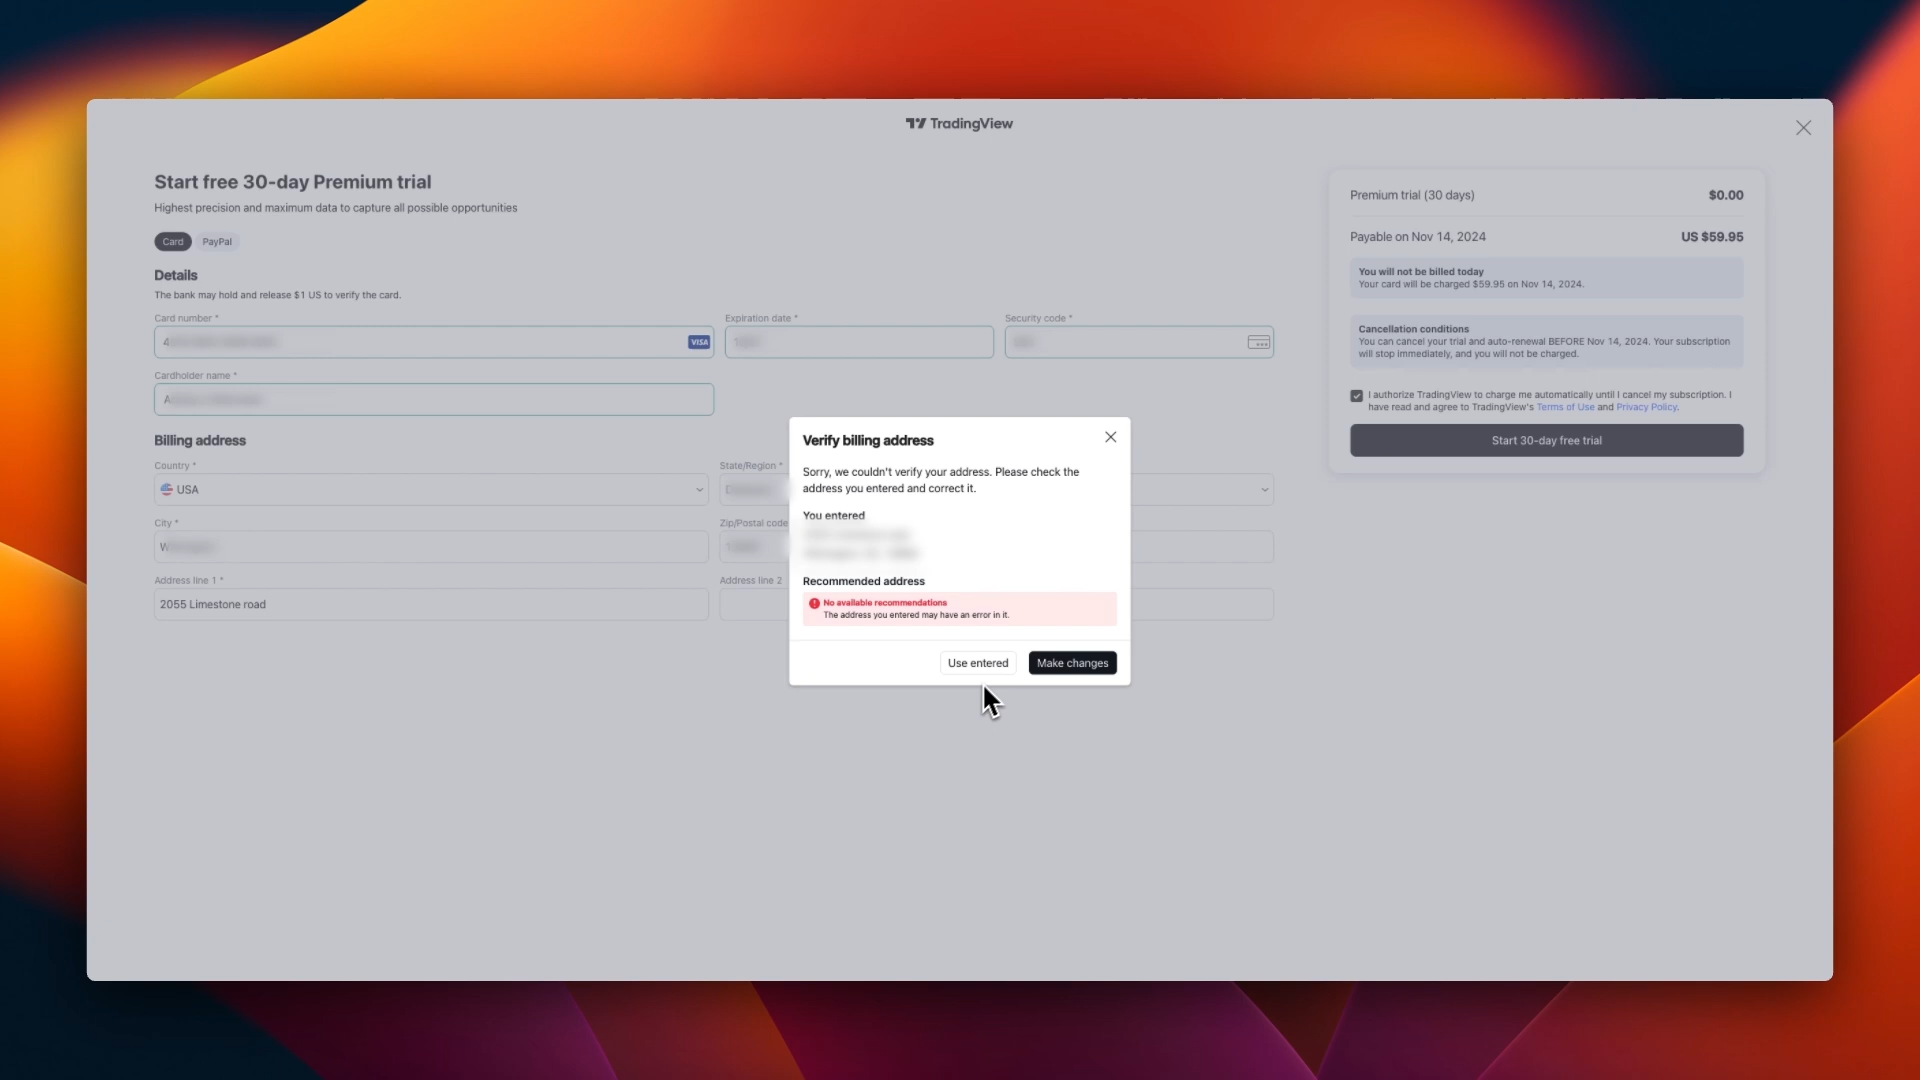 TradingView
Start free 30-day Premium trial
Highest precision and maximum data to capture all possible opportunities
Card PayPal
Details
The bank may hold and release $1 US to verify the card.
Card number * Expiration date * Security code *
VISA
Cardholder name *
Billing address
Country * State/Region *
USA
City * Zip/Postal code
Address line 1 * Address line 2
2055 Limestone road
Premium trial (30 days) $0.00
Payable on Nov 14, 2024 US $59.95
You will not be billed today
Your card will be charged $59.95 on Nov 14, 2024.
Cancellation conditions
You can cancel your trial and auto-renewal BEFORE Nov 14, 2024. Your subscription
will stop immediately, and you will not be charged.
I authorize TradingView to charge me automatically until I cancel my subscription. I
have read and agree to TradingView's Terms of Use and Privacy Policy.
Start 30-day free trial
Verify billing address
Sorry, we couldn't verify your address. Please check the
address you entered and correct it.
You entered
Recommended address
No available recommendations
The address you entered may have an error in it.
Use entered Make changes